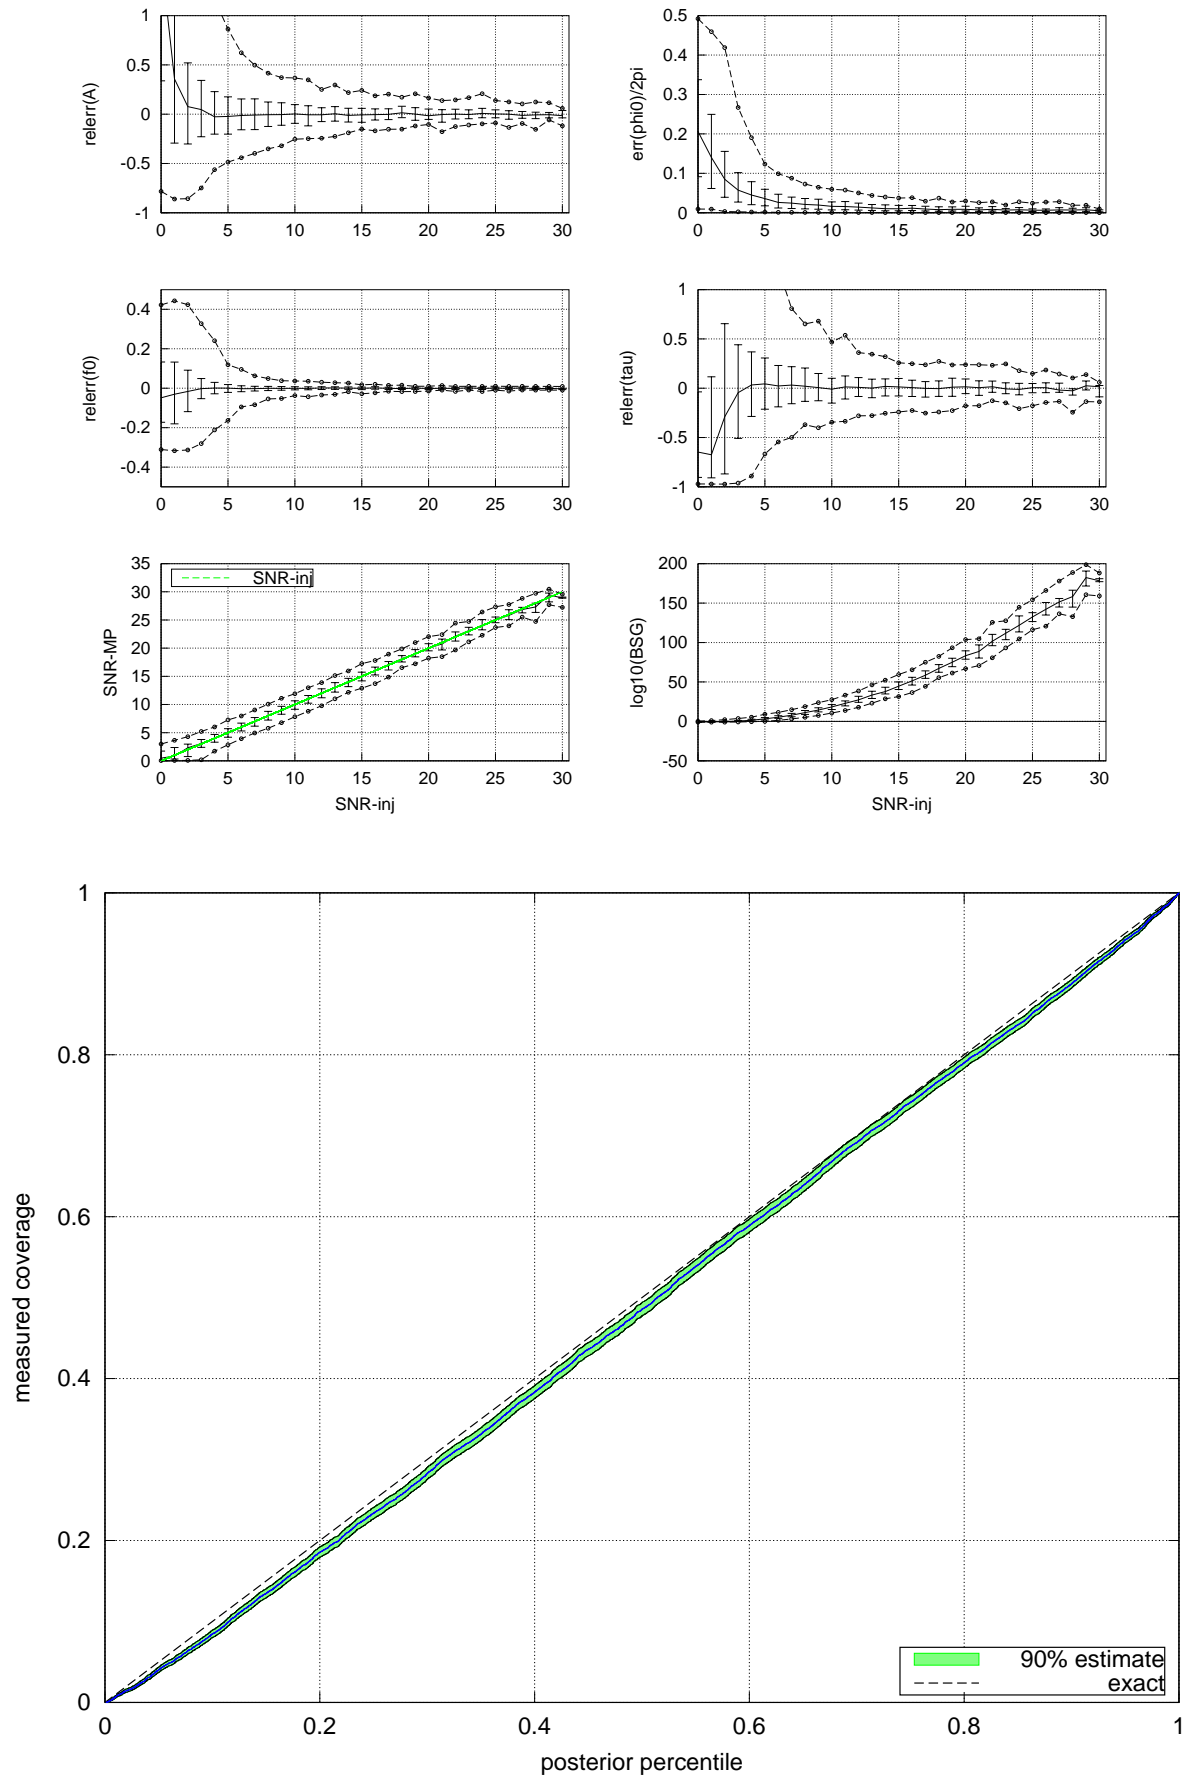 relerr(A)
1
0.5
0
-0.5
-1
0 5 10 15 20 25 30
err(phi0)/2pi
0.5
0.4
0.3
0.2
0.1
0
0 5 10 15 20 25 30
relerr(f0)
0.4
0.2
0
-0.2
-0.4
0 5 10 15 20 25 30
relerr(tau)
1
0.5
0
-0.5
-1
0 5 10 15 20 25 30
SNR-MP
35
30
25
20
15
10
5
0
SNR-inj
0 5 10 15 20 25 30
SNR-inj
log10(BSG)
200
150
100
50
0
-50
0 5 10 15 20 25 30
SNR-inj
measured coverage
1
0.8
0.6
0.4
0.2
0
90% estimate
exact
0 0.2 0.4 0.6 0.8 1
posterior percentile